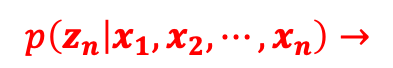 p(zₙ|x₁, x₂, ⋯, xₙ) →